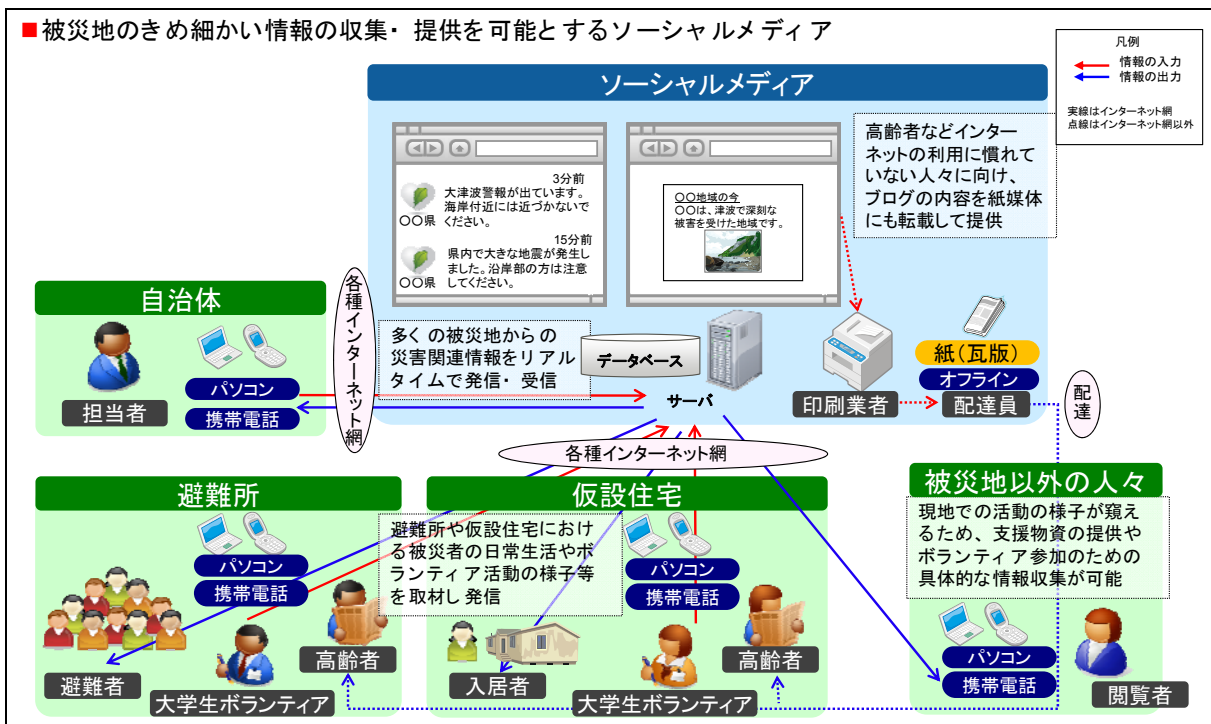 ■被災地のきめ細かい情報の収集・提供を可能とするソーシャルメディア
凡例
情報の入力
情報の出力
実線はインターネット網
点線はインターネット網以外
ソーシャルメディア
3分前
大津波警報が出ています。
海岸付近には近づかないで
ください。
〇〇県
15分前
県内で大きな地震が発生し
ました。沿岸部の方は注意
してください。
〇〇県
〇〇地域の今
〇〇は、津波で深刻な
被害を受けた地域です。
高齢者などインター
ネットの利用に慣れて
いない人々に向け、
ブログの内容を紙媒体
にも転載して提供
自治体
担当者
パソコン
携帯電話
各種インターネット網
多くの被災地からの
災害関連情報をリアル
タイムで発信・受信
データベース
サーバ
印刷業者
紙(瓦版)
オフライン
配達員
配達
各種インターネット網
避難所
パソコン
携帯電話
避難者
大学生ボランティア
高齢者
避難所や仮設住宅におけ
る被災者の日常生活やボ
ランティア活動の様子等
を取材し発信
仮設住宅
パソコン
携帯電話
入居者
大学生ボランティア
高齢者
被災地以外の人々
現地での活動の様子が窺え
るため、支援物資の提供や
ボランティア参加のための
具体的な情報収集が可能
パソコン
携帯電話
閲覧者